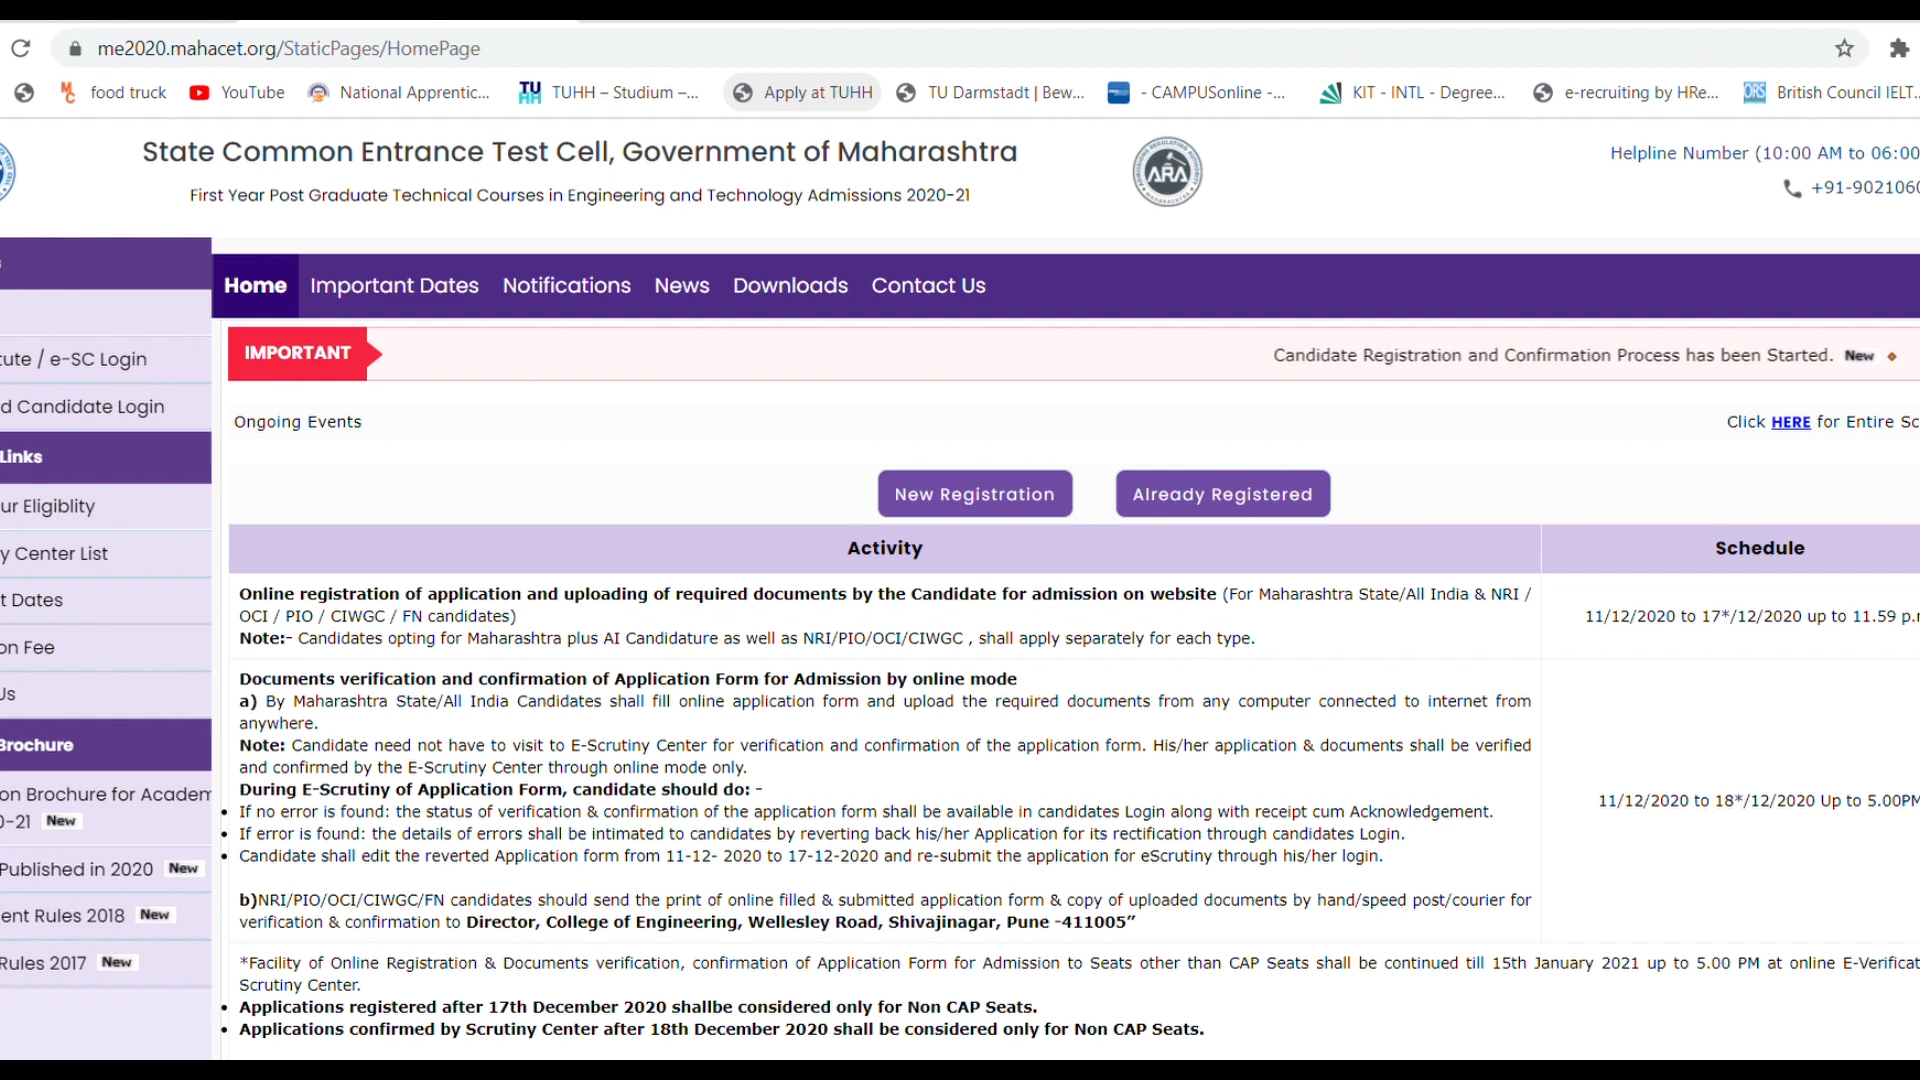 me2020.mahacet.org/StaticPages/HomePage
food truck YouTube National Apprentic... TUHH – Studium –... Apply at TUHH TU Darmstadt | Bew... - CAMPUSonline -... KIT - INTL - Degree... e-recruiting by HRe... British Council IELT...
State Common Entrance Test Cell, Government of Maharashtra
First Year Post Graduate Technical Courses in Engineering and Technology Admissions 2020-21
ARA
Helpline Number (10:00 AM to 06:00
+91-9021060
Home Important Dates Notifications News Downloads Contact Us
IMPORTANT
Candidate Registration and Confirmation Process has been Started. New
tute / e-SC Login
d Candidate Login
Links
ur Eligiblity
y Center List
t Dates
on Fee
Us
Brochure
on Brochure for Academ
0-21 New
Published in 2020 New
ent Rules 2018 New
Rules 2017 New
Ongoing Events
Click HERE for Entire Sc
New Registration Already Registered
Activity Schedule
Online registration of application and uploading of required documents by the Candidate for admission on website (For Maharashtra State/All India & NRI /
OCI / PIO / CIWGC / FN candidates)
Note:- Candidates opting for Maharashtra plus AI Candidature as well as NRI/PIO/OCI/CIWGC , shall apply separately for each type.
11/12/2020 to 17*/12/2020 up to 11.59 p.
Documents verification and confirmation of Application Form for Admission by online mode
a) By Maharashtra State/All India Candidates shall fill online application form and upload the required documents from any computer connected to internet from
anywhere.
Note: Candidate need not have to visit to E-Scrutiny Center for verification and confirmation of the application form. His/her application & documents shall be verified
and confirmed by the E-Scrutiny Center through online mode only.
During E-Scrutiny of Application Form, candidate should do: -
• If no error is found: the status of verification & confirmation of the application form shall be available in candidates Login along with receipt cum Acknowledgement.
• If error is found: the details of errors shall be intimated to candidates by reverting back his/her Application for its rectification through candidates Login.
• Candidate shall edit the reverted Application form from 11-12- 2020 to 17-12-2020 and re-submit the application for eScrutiny through his/her login.
b)NRI/PIO/OCI/CIWGC/FN candidates should send the print of online filled & submitted application form & copy of uploaded documents by hand/speed post/courier for
verification & confirmation to Director, College of Engineering, Wellesley Road, Shivajinagar, Pune -411005”
11/12/2020 to 18*/12/2020 Up to 5.00PM
*Facility of Online Registration & Documents verification, confirmation of Application Form for Admission to Seats other than CAP Seats shall be continued till 15th January 2021 up to 5.00 PM at online E-Verificat
Scrutiny Center.
• Applications registered after 17th December 2020 shallbe considered only for Non CAP Seats.
• Applications confirmed by Scrutiny Center after 18th December 2020 shall be considered only for Non CAP Seats.